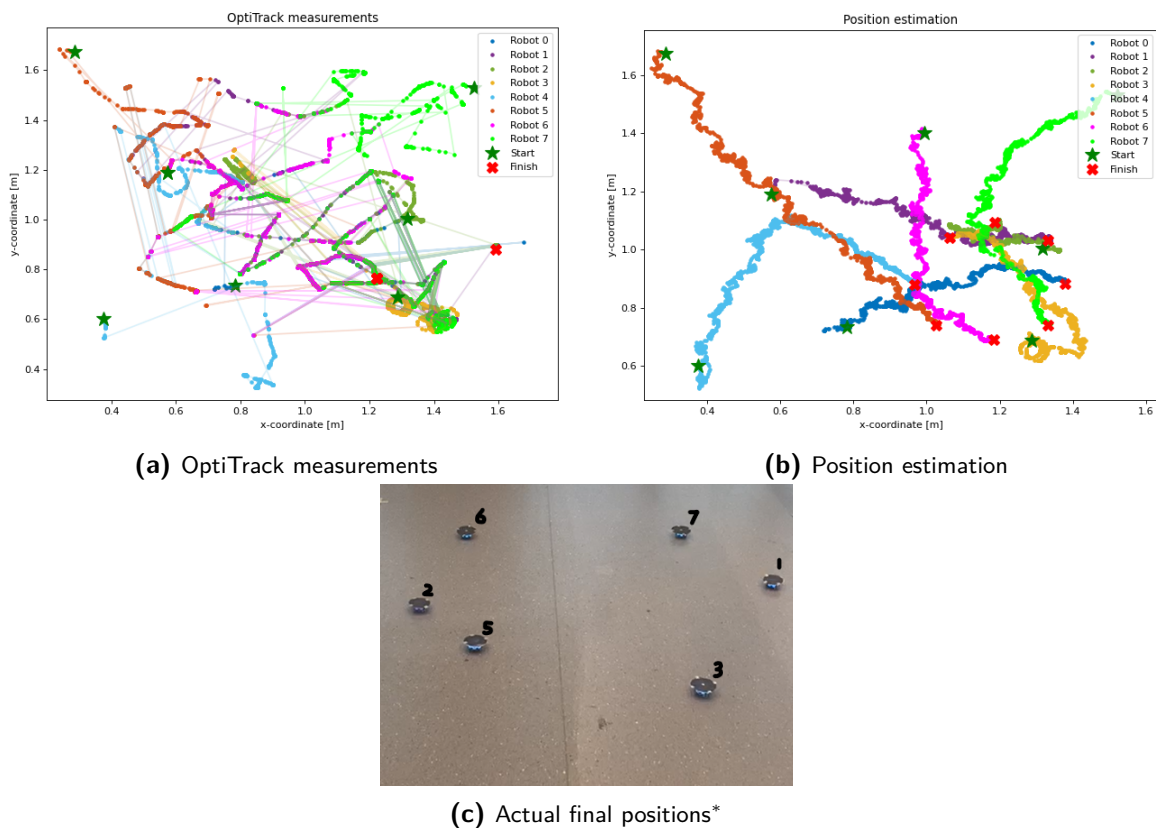 OptiTrack measurements
y-coordinate [m]
1.6
1.4
1.2
1.0
0.8
0.6
0.4
0.4 0.6 0.8 1.0 1.2 1.4 1.6
x-coordinate [m]
Robot 0
Robot 1
Robot 2
Robot 3
Robot 4
Robot 5
Robot 6
Robot 7
Start
Finish
(a) OptiTrack measurements
Position estimation
y-coordinate [m]
1.6
1.4
1.2
1.0
0.8
0.6
0.4 0.6 0.8 1.0 1.2 1.4 1.6
x-coordinate [m]
Robot 0
Robot 1
Robot 2
Robot 3
Robot 4
Robot 5
Robot 6
Robot 7
Start
Finish
(b) Position estimation
6 7
1
2
5
3
(c) Actual final positions*